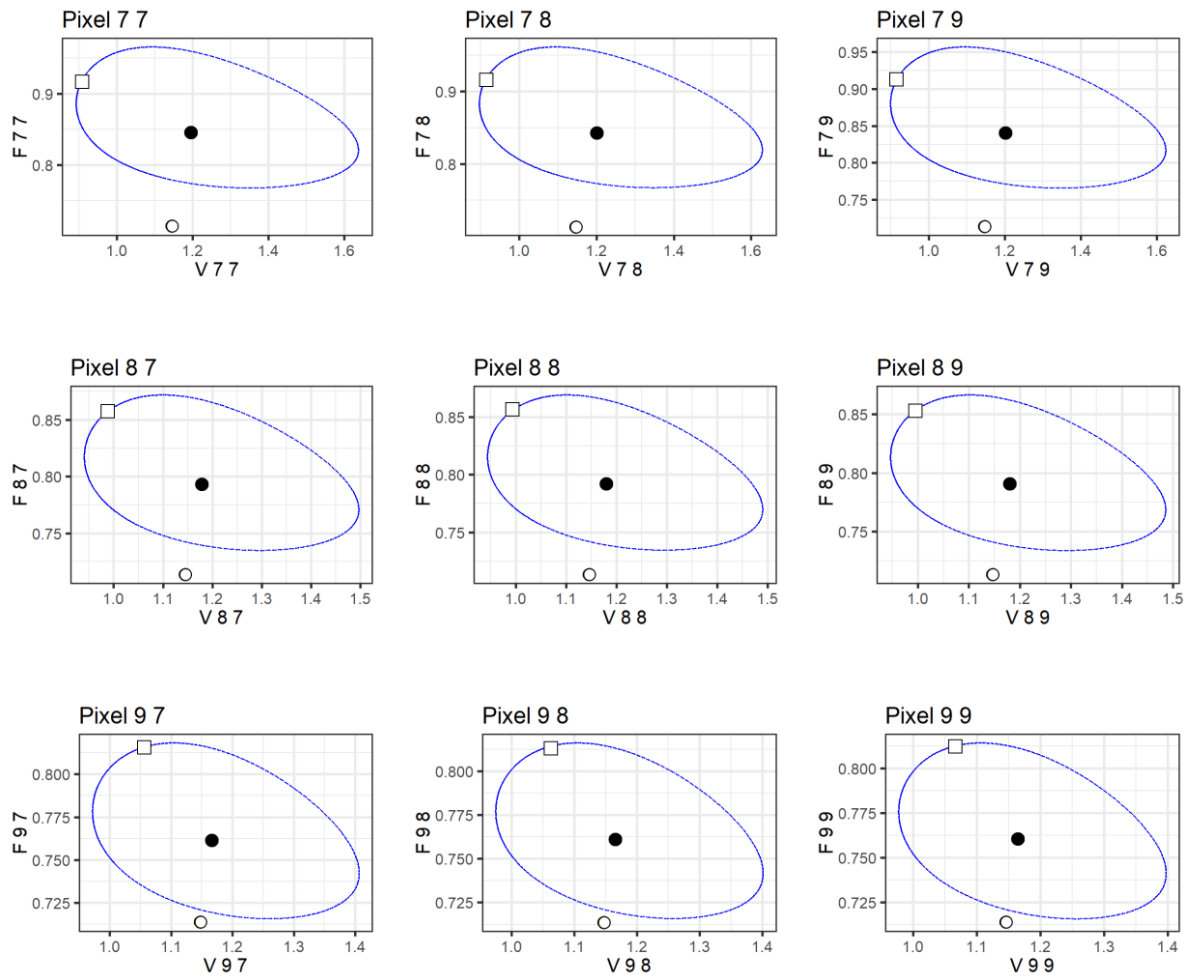 Pixel 7 7
Pixel 7 8
Pixel 7 9
0.9
0.8
F 7 7
1.0 1.2 1.4 1.6
V 7 7
0.9
0.8
F 7 8
1.0 1.2 1.4 1.6
V 7 8
0.95
0.90
0.85
0.80
0.75
F 7 9
1.0 1.2 1.4 1.6
V 7 9
Pixel 8 7
Pixel 8 8
Pixel 8 9
0.85
0.80
0.75
F 8 7
1.0 1.1 1.2 1.3 1.4 1.5
V 8 7
0.85
0.80
0.75
F 8 8
1.0 1.1 1.2 1.3 1.4 1.5
V 8 8
0.85
0.80
0.75
F 8 9
1.0 1.1 1.2 1.3 1.4 1.5
V 8 9
Pixel 9 7
Pixel 9 8
Pixel 9 9
0.800
0.775
0.750
0.725
F 9 7
1.0 1.1 1.2 1.3 1.4
V 9 7
0.800
0.775
0.750
0.725
F 9 8
1.0 1.1 1.2 1.3 1.4
V 9 8
0.800
0.775
0.750
0.725
F 9 9
1.0 1.1 1.2 1.3 1.4
V 9 9